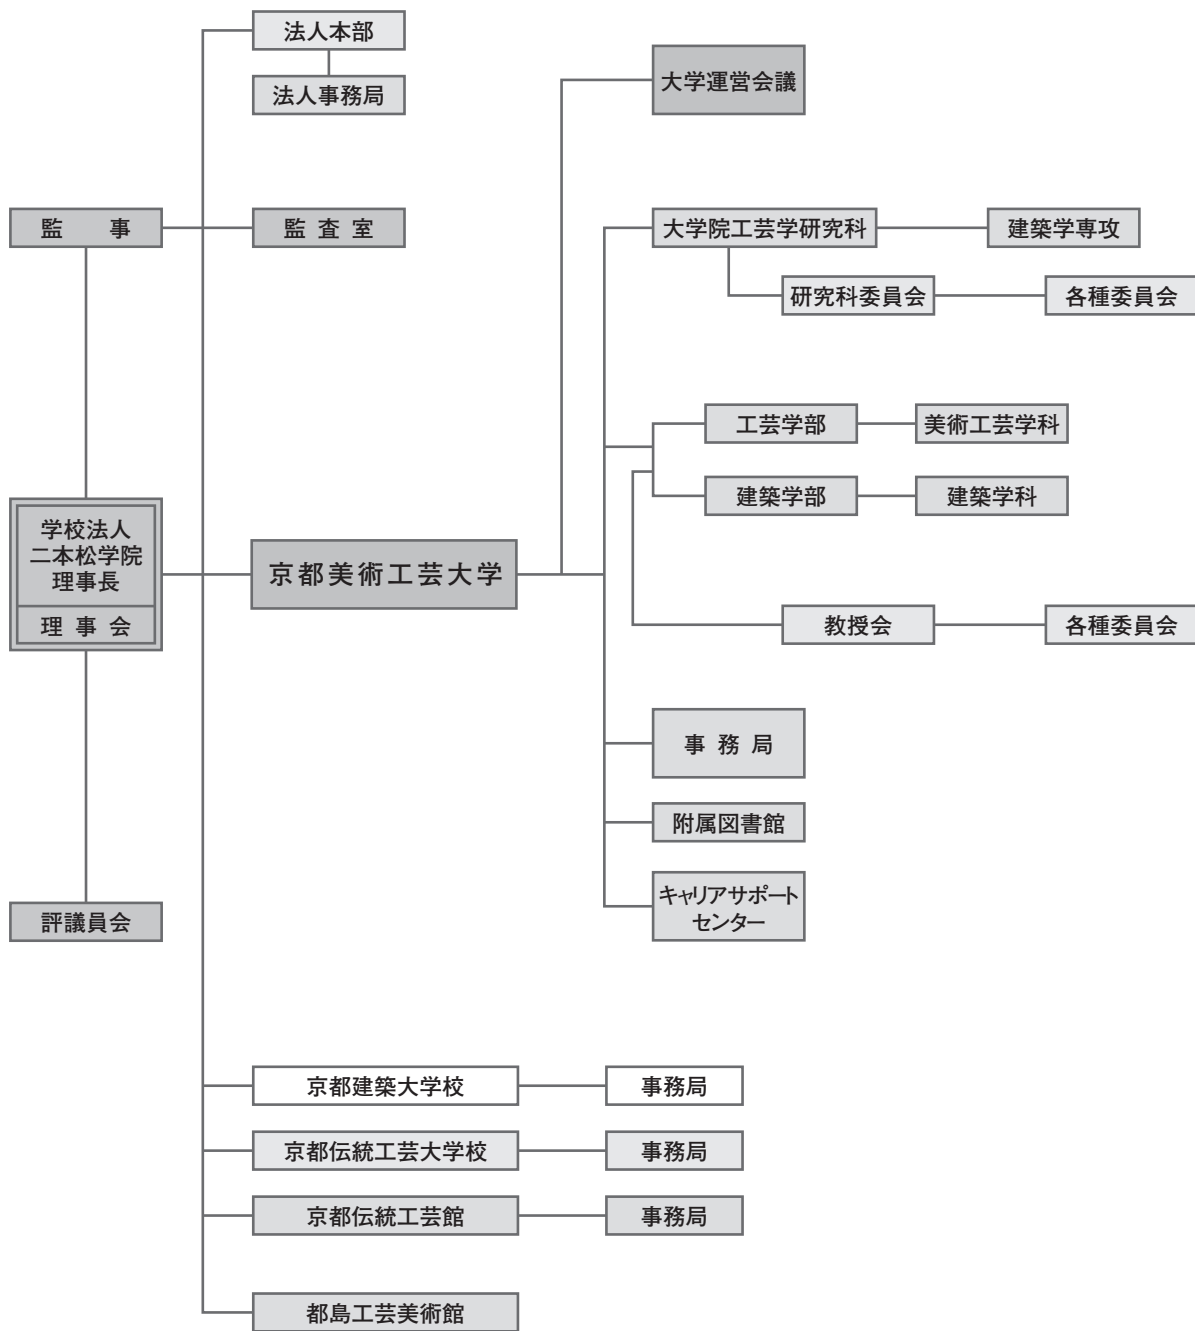 法人本部
法人事務局
大学運営会議
監事
監査室
大学院工芸学研究科
建築学専攻
研究科委員会
各種委員会
工芸学部
美術工芸学科
建築学部
建築学科
学校法人
二本松学院
理事長
理事会
京都美術工芸大学
教授会
各種委員会
事務局
附属図書館
キャリアサポート
センター
評議員会
京都建築大学校
事務局
京都伝統工芸大学校
事務局
京都伝統工芸館
事務局
都島工芸美術館